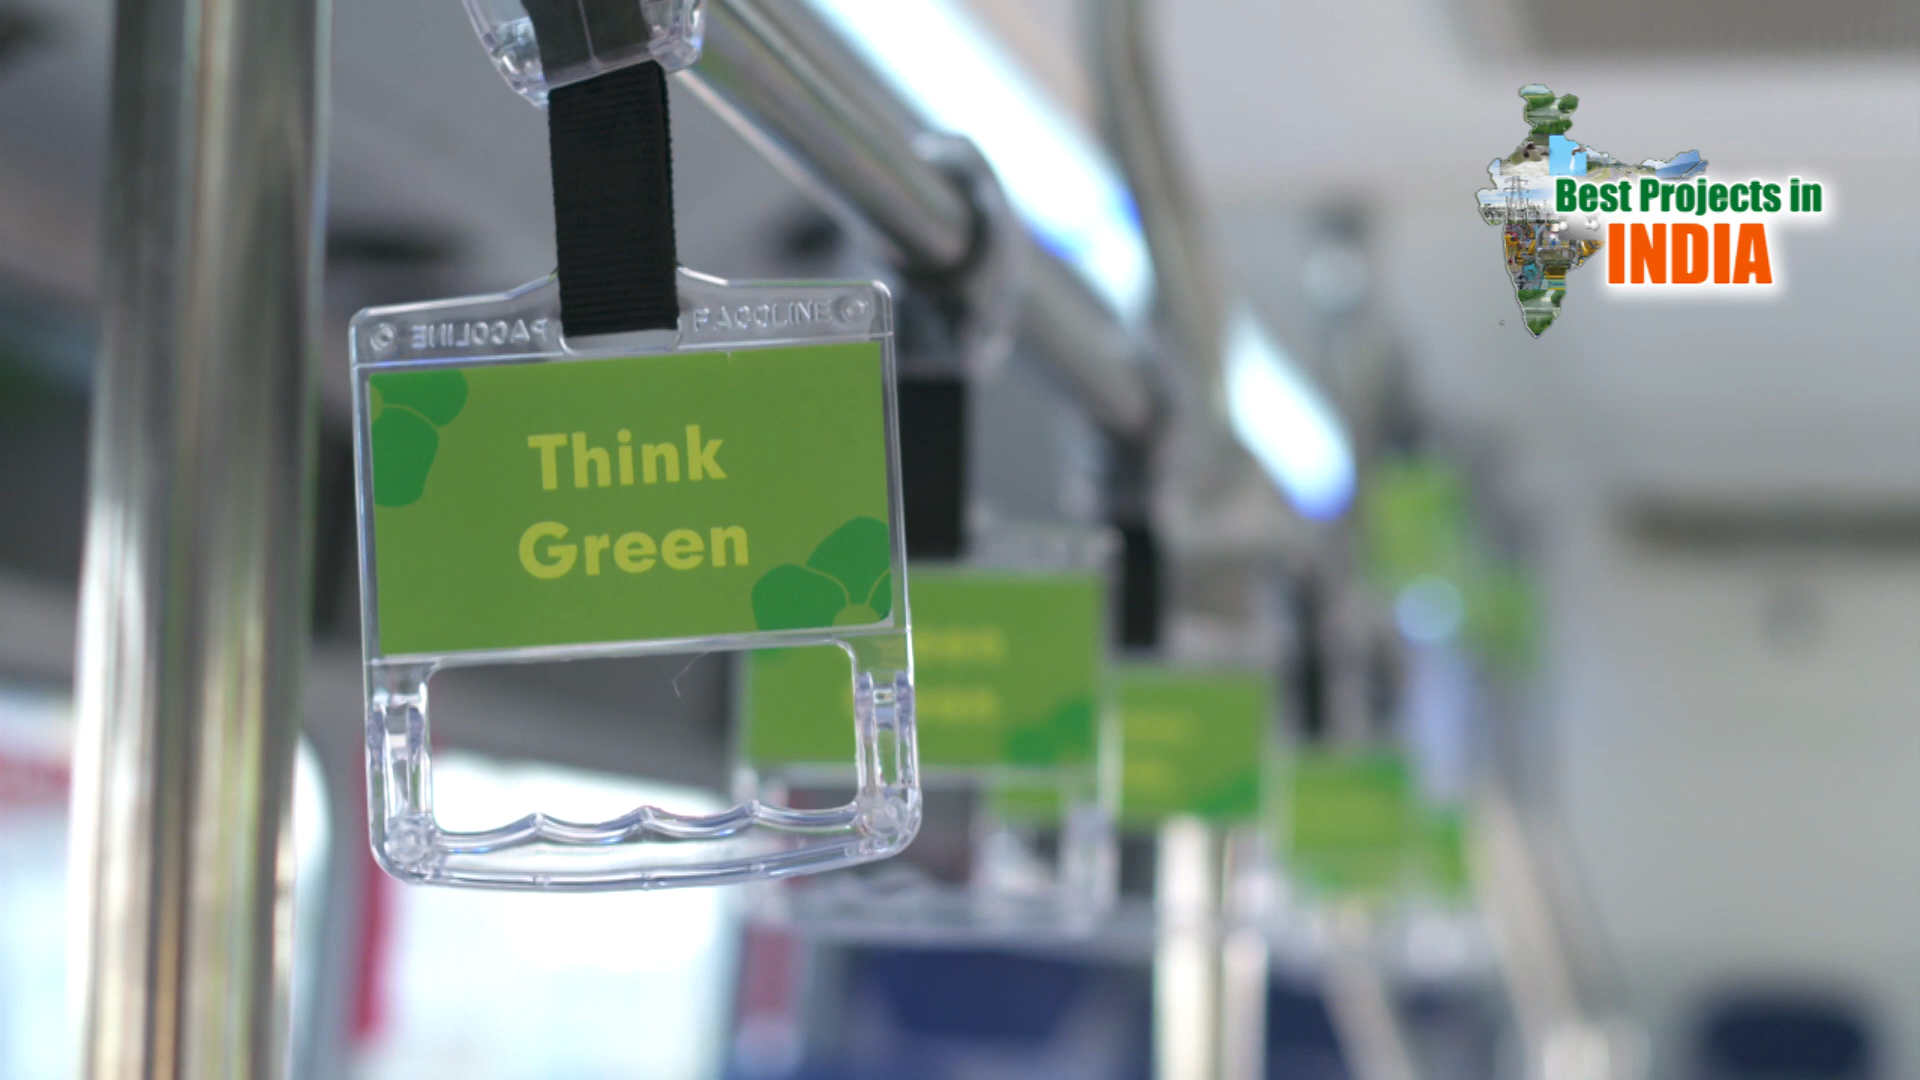 Best Projects in
INDIA
PACOLINE PACOLINE
Think
Green